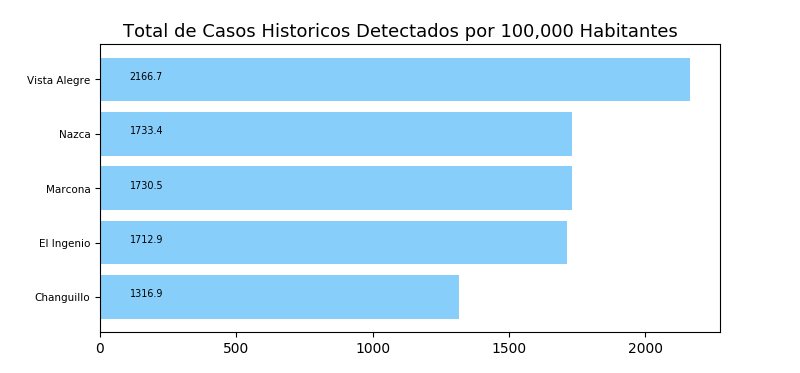 Total de Casos Historicos Detectados por 100,000 Habitantes
Vista Alegre 2166.7
Nazca 1733.4
Marcona 1730.5
El Ingenio 1712.9
Changuillo 1316.9
0 500 1000 1500 2000